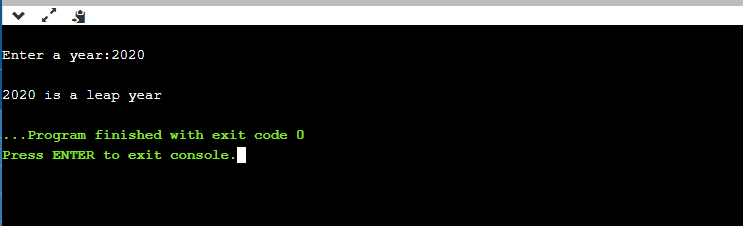 Enter a year:2020
2020 is a leap year
...Program finished with exit code 0
Press ENTER to exit console.